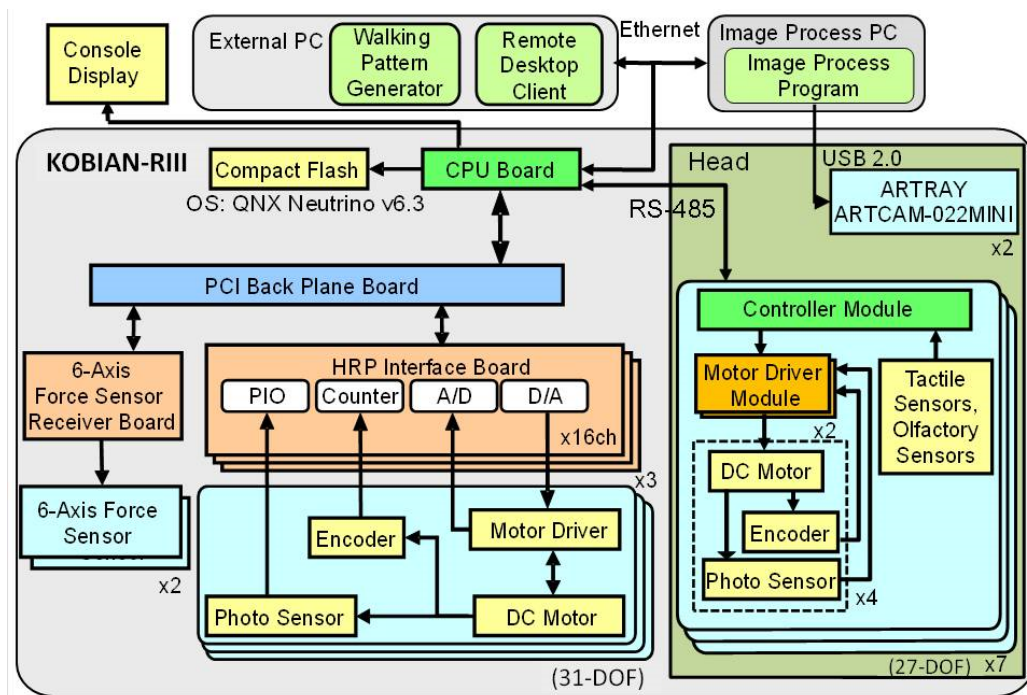 Console
Display
External PC
Walking
Pattern
Generator
Remote
Desktop
Client
Ethernet
Image Process PC
Image Process
Program
KOBIAN-RIII
Compact Flash
CPU Board
OS: QNX Neutrino v6.3
RS-485
Head
USB 2.0
ARTRAY
ARTCAM-022MINI
x2
PCI Back Plane Board
6-Axis
Force Sensor
Receiver Board
HRP Interface Board
PIO
Counter
A/D
D/A
x16ch
x3
6-Axis Force
Sensor
x2
Encoder
Motor Driver
Photo Sensor
DC Motor
(31-DOF)
Controller Module
Motor Driver
Module
x2
Tactile
Sensors,
Olfactory
Sensors
DC Motor
Encoder
Photo Sensor
x4
(27-DOF)
x7